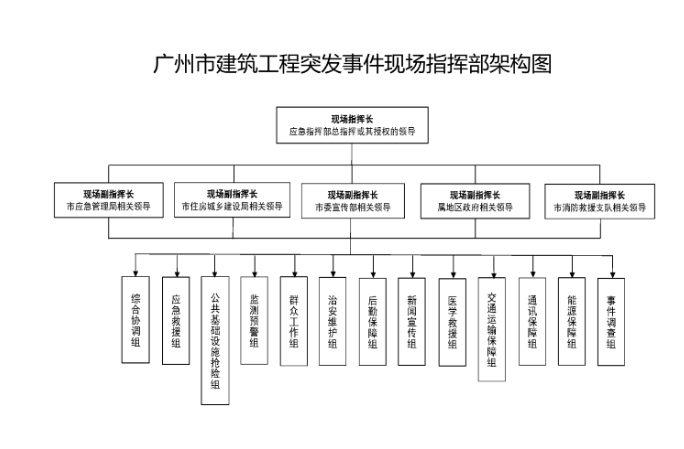 广州市建筑工程突发事件现场指挥部架构图
现场指挥长
应急指挥部总指挥或其授权的领导
现场副指挥长
市应急管理局相关领导
现场副指挥长
市住房城乡建设局相关领导
现场副指挥长
市委宣传部相关领导
现场副指挥长
属地区政府相关领导
现场副指挥长
市消防救援支队相关领导
综合协调组
应急救援组
公共基础设施抢险组
监测预警组
群众工作组
治安维护组
后勤保障组
新闻宣传组
医学救援组
交通运输保障组
通讯保障组
能源保障组
事件调查组